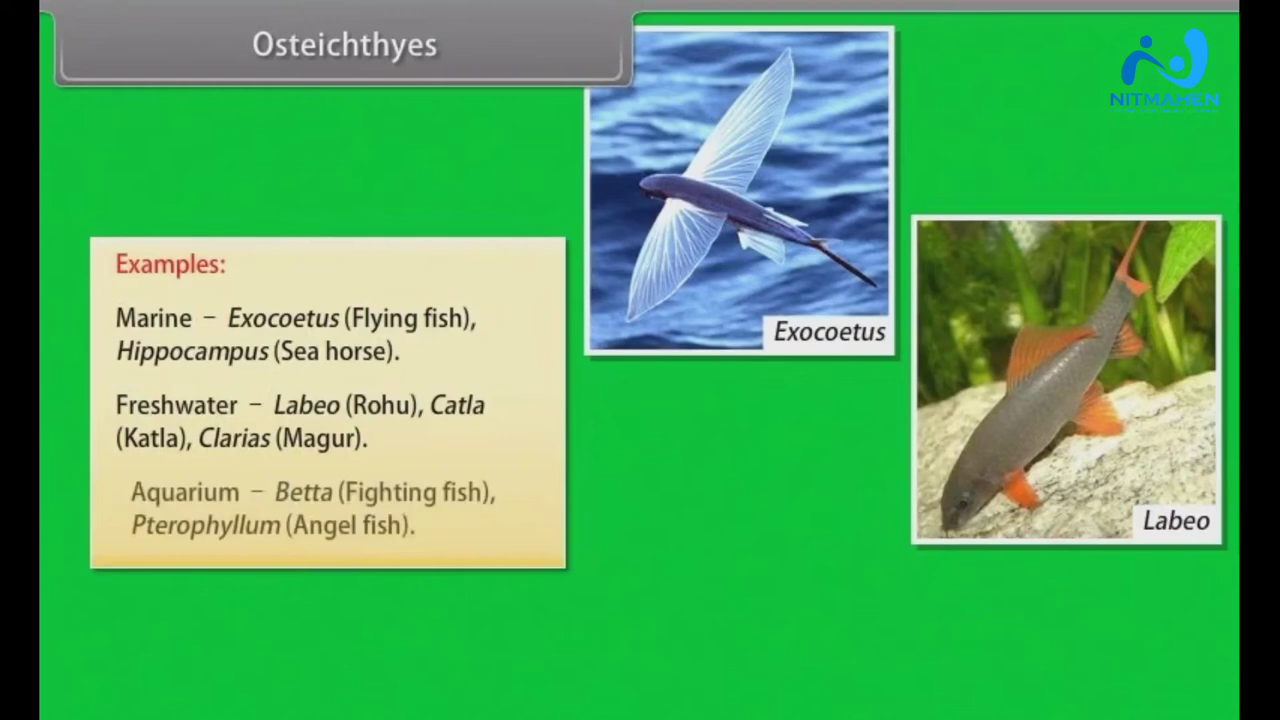 Osteichthyes
NITMAHEN
Examples:
Marine – Exocoetus (Flying fish),
Hippocampus (Sea horse).
Freshwater – Labeo (Rohu), Catla
(Katla), Clarias (Magur).
Aquarium – Betta (Fighting fish),
Pterophyllum (Angel fish).
Exocoetus
Labeo